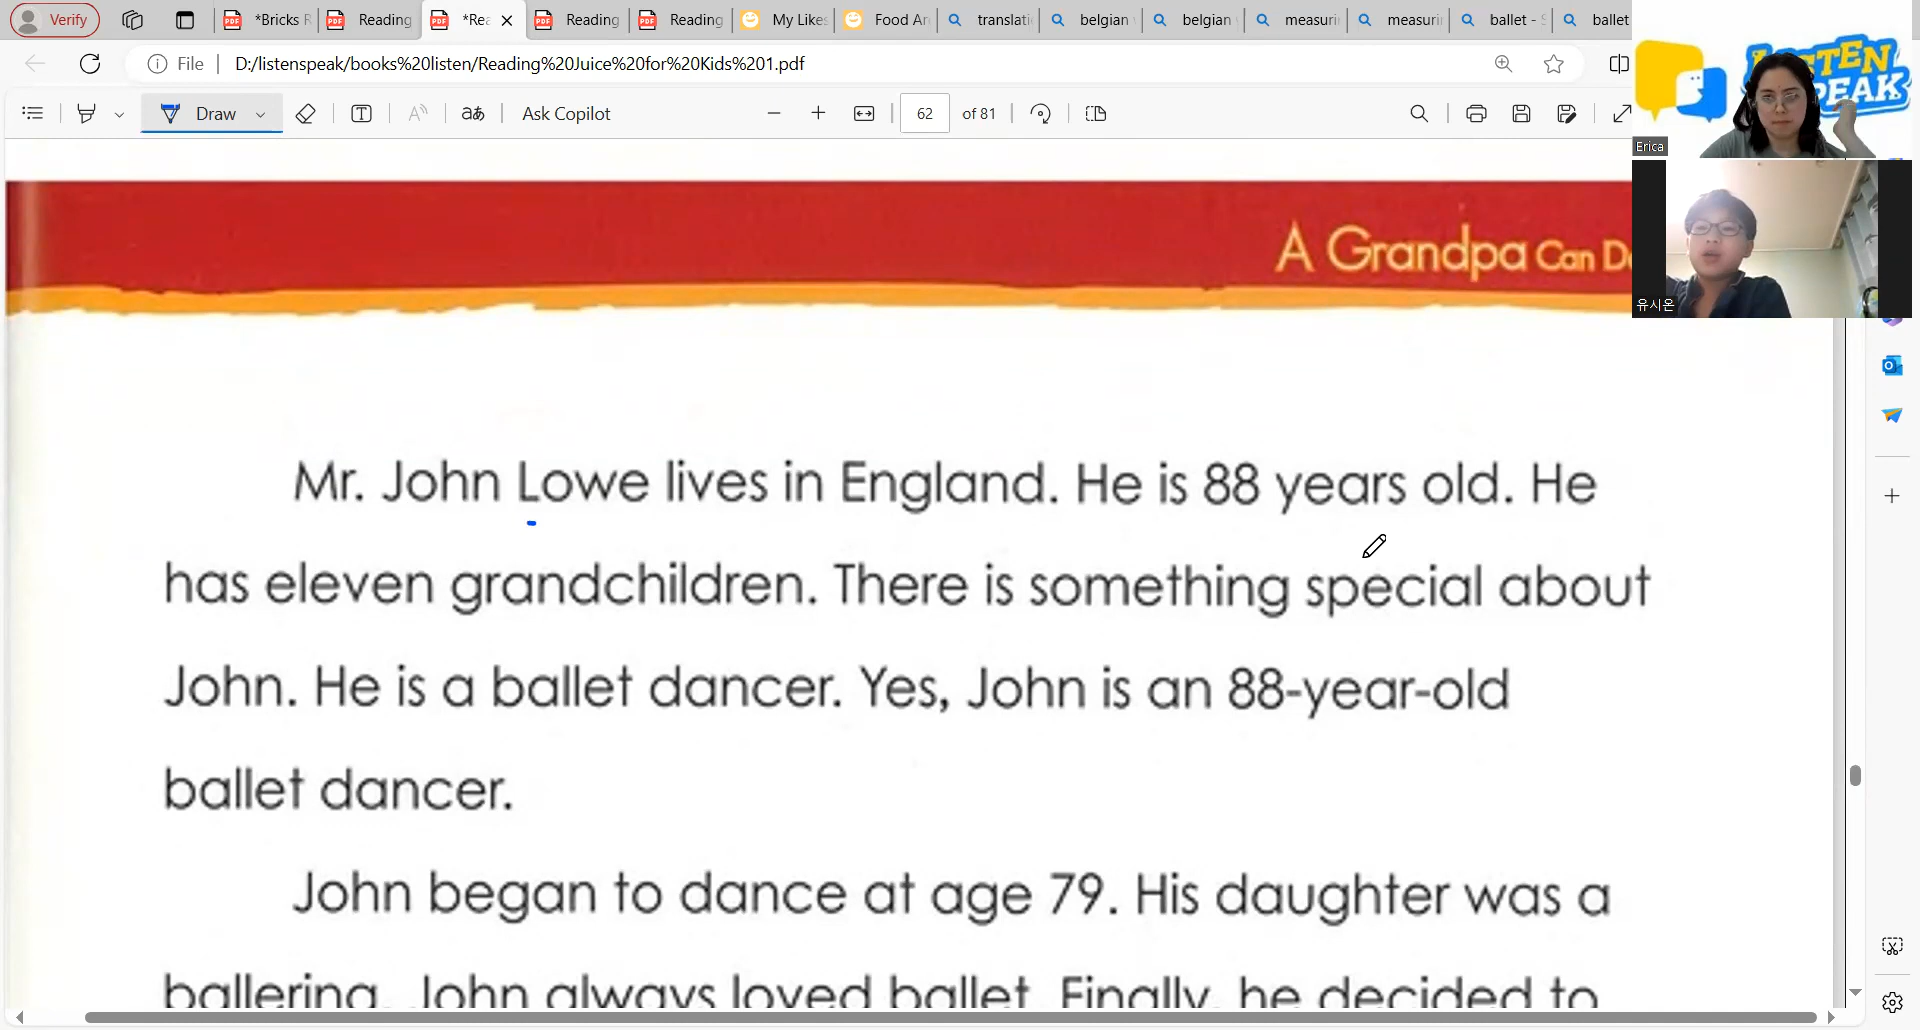 Verify
*Bricks R
Reading
*Rea
Reading
Reading
My Likes
Food An
translati
belgian
belgian
measuri
measuri
ballet - S
ballet
File
D:/listenspeak/books%20listen/Reading%20Juice%20for%20Kids%201.pdf
Draw
Ask Copilot
62 of 81
LISTEN
SPEAK
Erica
유시온
A Grandpa Can D
Mr. John Lowe lives in England. He is 88 years old. He
has eleven grandchildren. There is something special about
John. He is a ballet dancer. Yes, John is an 88-year-old
ballet dancer.
John began to dance at age 79. His daughter was a
ballerina. John always loved ballet. Finally, he decided to